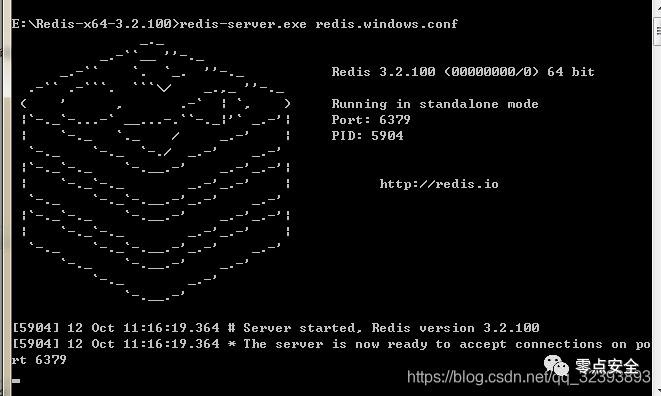 E:\Redis-x64-3.2.100>redis-server.exe redis.windows.conf
Redis 3.2.100 (00000000/0) 64 bit
Running in standalone mode
Port: 6379
PID: 5904
http://redis.io
[5904] 12 Oct 11:16:19.364 # Server started, Redis version 3.2.100
[5904] 12 Oct 11:16:19.364 * The server is now ready to accept connections on po
rt 6379
零点安全
https://blog.csdn.net/qq_32393893